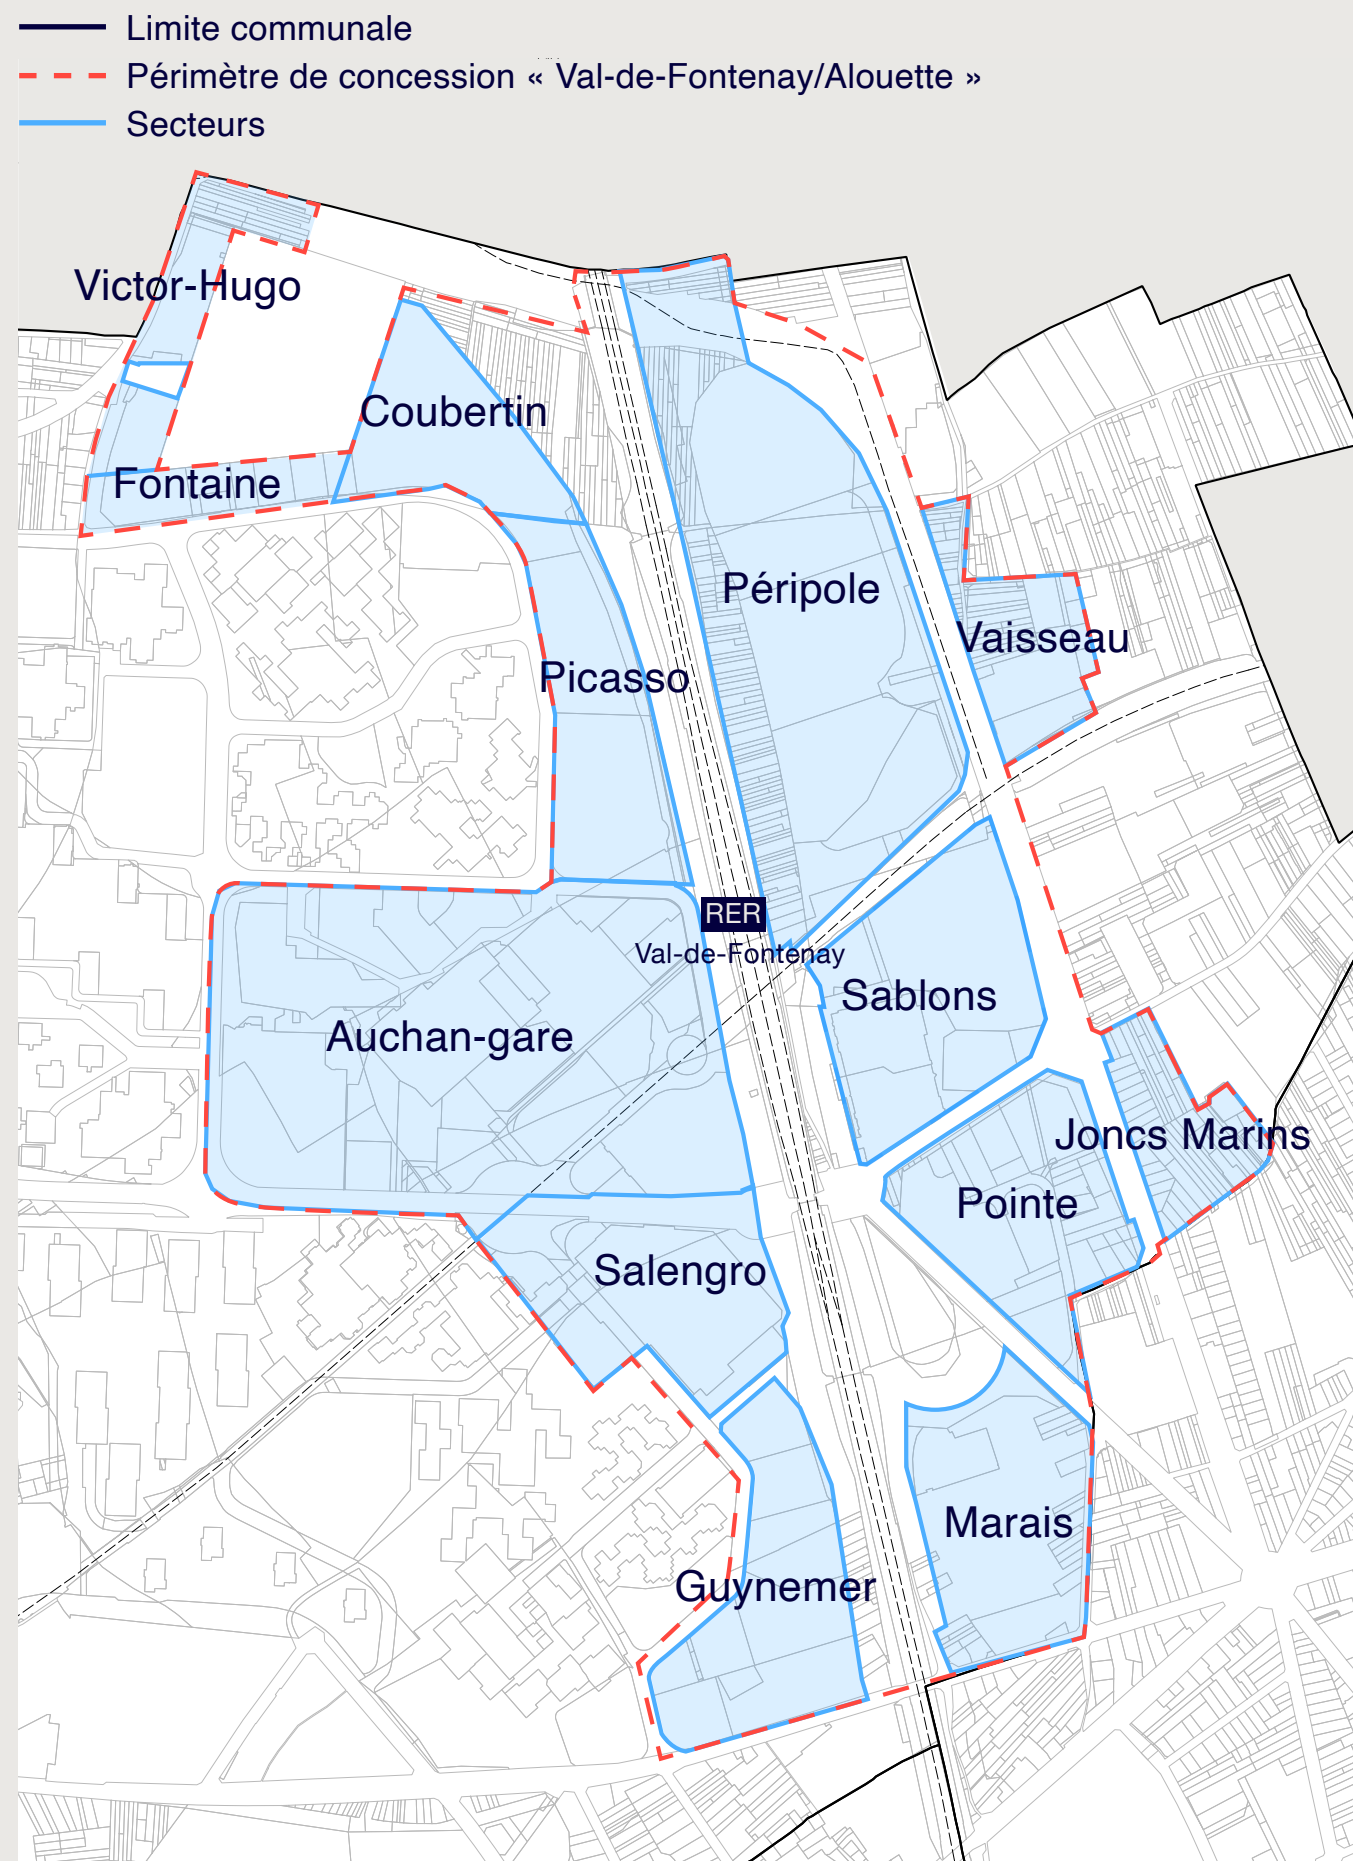 Limite communale
Périmètre de concession « Val-de-Fontenay/Alouette »
Secteurs
Victor-Hugo
Coubertin
Fontaine
Péripole
Vaisseau
Picasso
RER
Val-de-Fontenay
Sablons
Auchan-gare
Joncs Marins
Pointe
Salengro
Marais
Guynemer